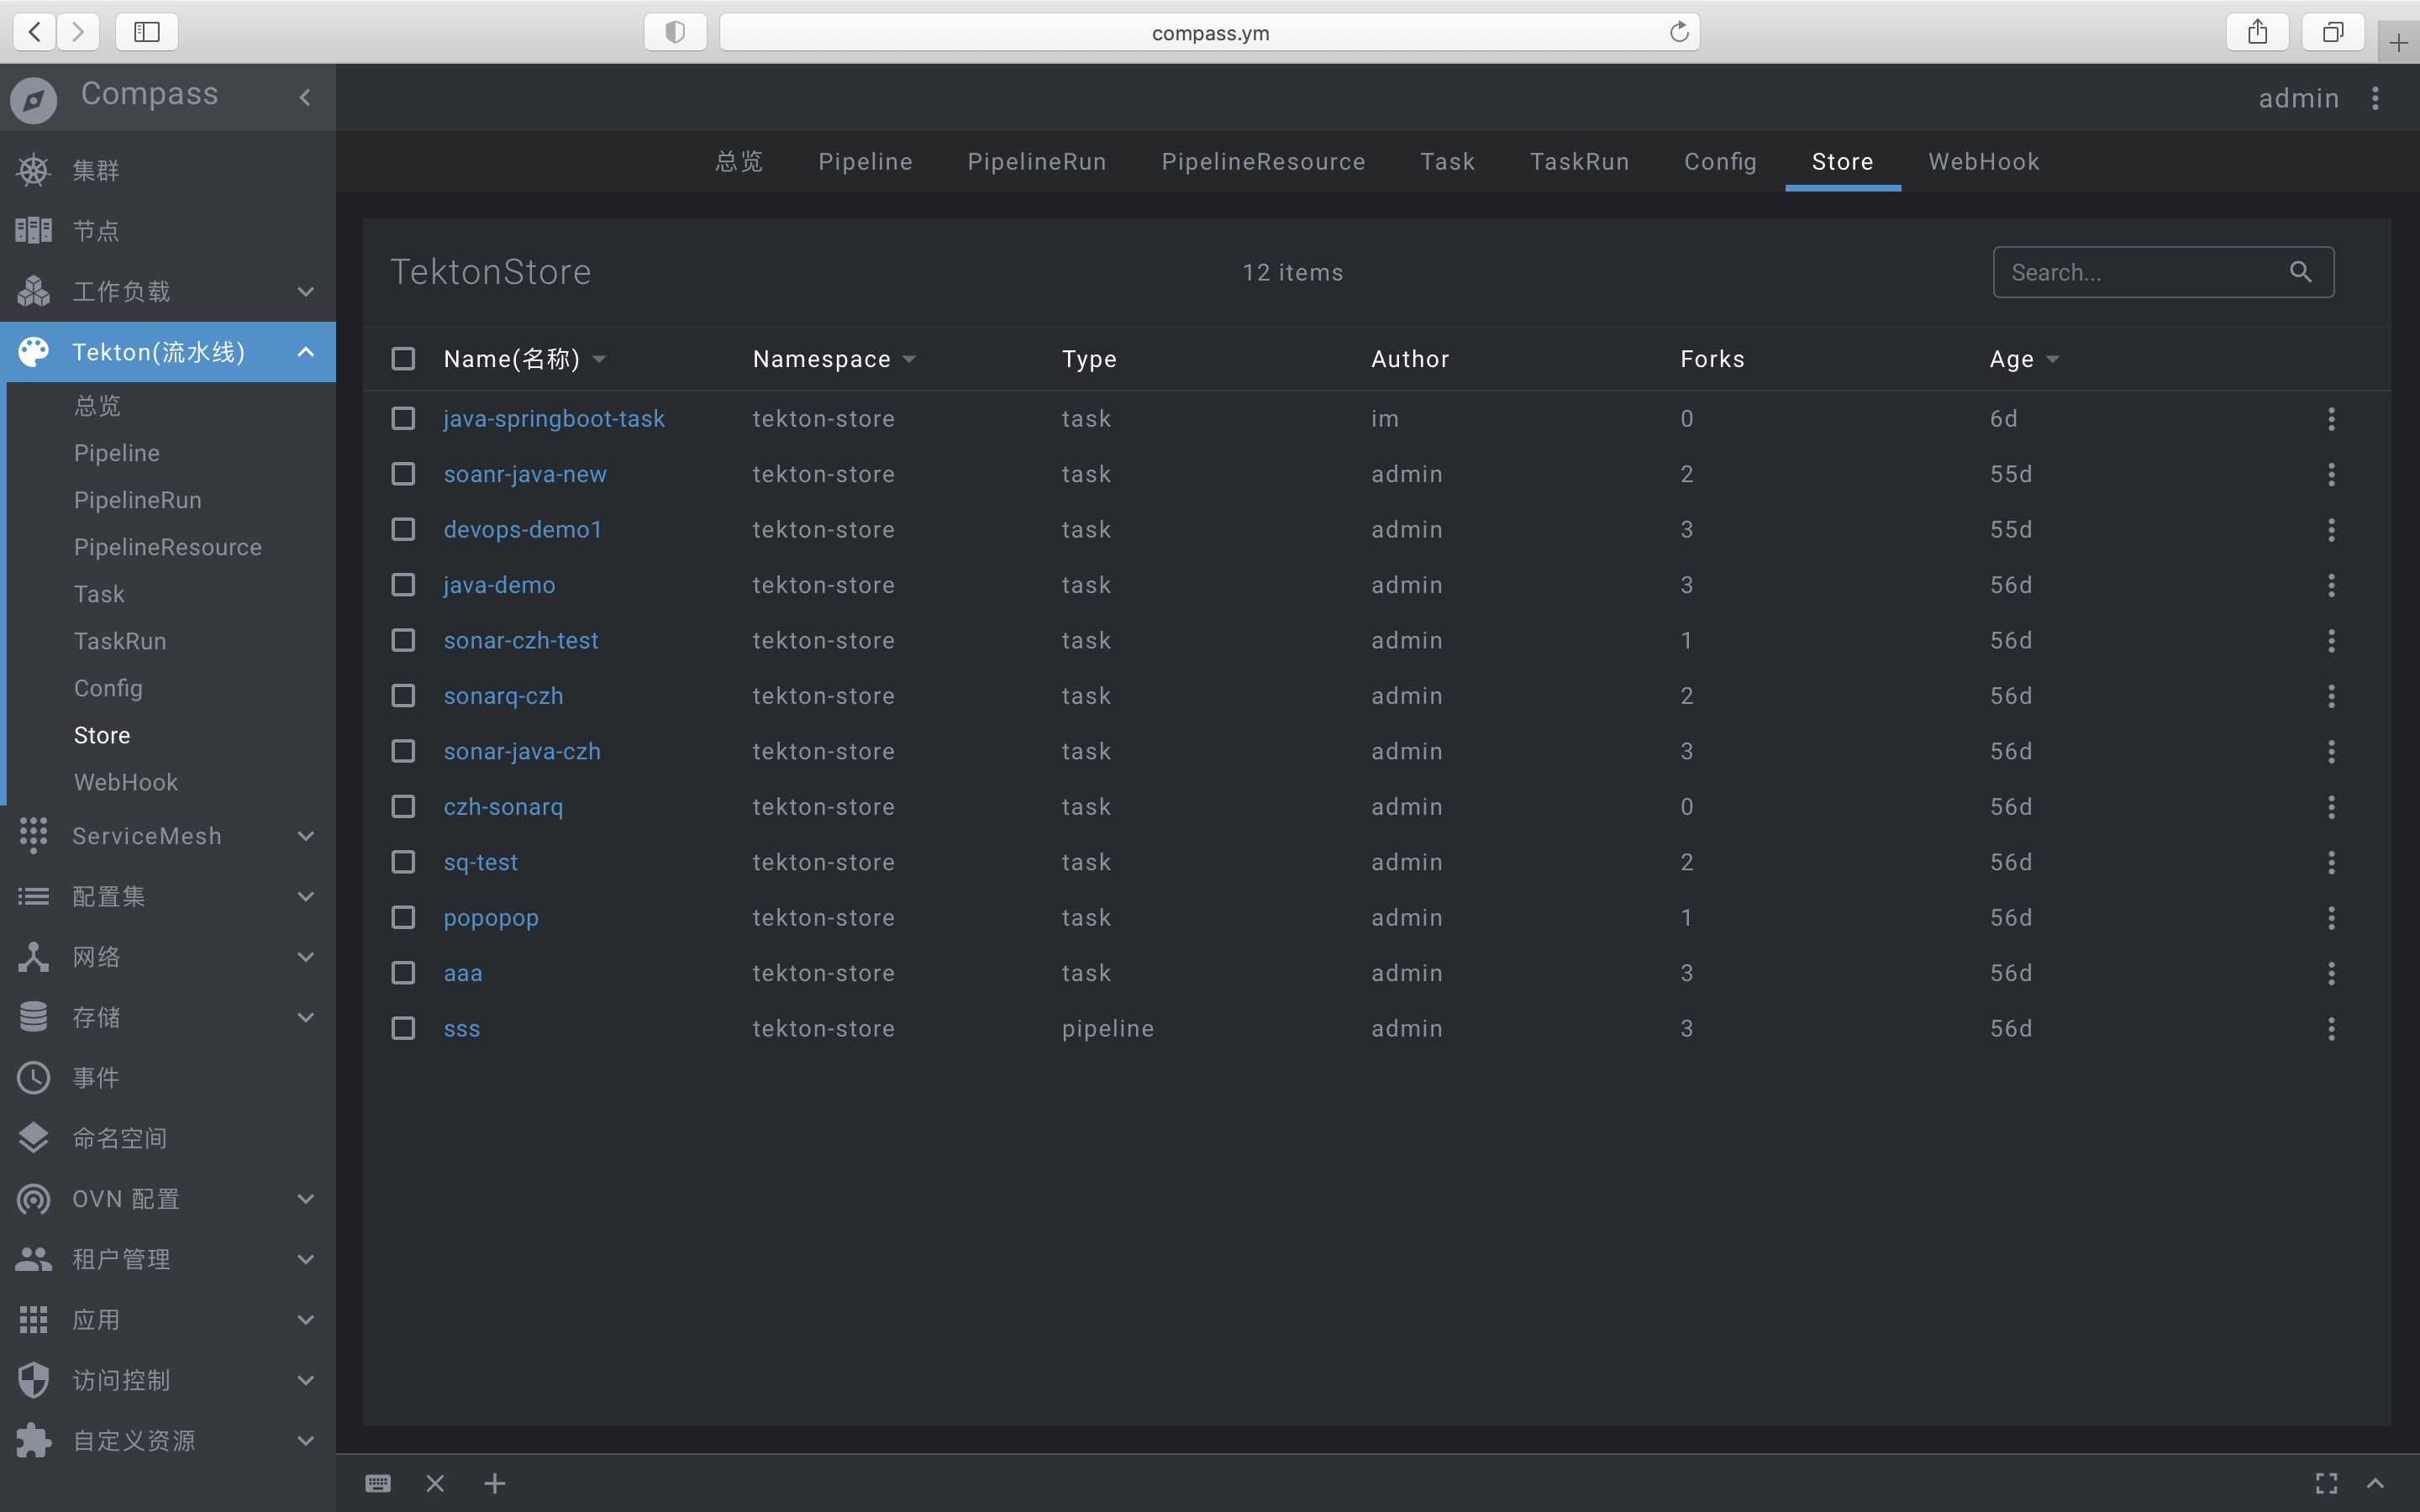 compass.ym
Compass
admin
集群
节点
工作负载
Tekton(流水线)
总览
Pipeline
PipelineRun
PipelineResource
Task
TaskRun
Config
Store
WebHook
ServiceMesh
配置集
网络
存储
事件
命名空间
OVN 配置
租户管理
应用
访问控制
自定义资源
总览 Pipeline PipelineRun PipelineResource Task TaskRun Config Store WebHook
TektonStore 12 items Search...
Name(名称) Namespace Type Author Forks Age
java-springboot-task tekton-store task im 0 6d
soanr-java-new tekton-store task admin 2 55d
devops-demo1 tekton-store task admin 3 55d
java-demo tekton-store task admin 3 56d
sonar-czh-test tekton-store task admin 1 56d
sonarq-czh tekton-store task admin 2 56d
sonar-java-czh tekton-store task admin 3 56d
czh-sonarq tekton-store task admin 0 56d
sq-test tekton-store task admin 2 56d
popopop tekton-store task admin 1 56d
aaa tekton-store task admin 3 56d
sss tekton-store pipeline admin 3 56d